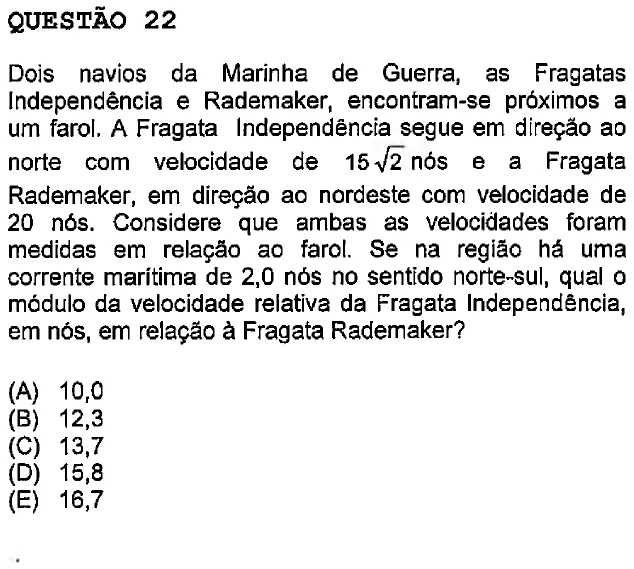 QUESTÃO 22
Dois navios da Marinha de Guerra, as Fragatas
Independência e Rademaker, encontram-se próximos a
um farol. A Fragata Independência segue em direção ao
norte com velocidade de 15√2 nós e a Fragata
Rademaker, em direção ao nordeste com velocidade de
20 nós. Considere que ambas as velocidades foram
medidas em relação ao farol. Se na região há uma
corrente marítima de 2,0 nós no sentido norte-sul, qual o
módulo da velocidade relativa da Fragata Independência,
em nós, em relação à Fragata Rademaker?
(A) 10,0
(B) 12,3
(C) 13,7
(D) 15,8
(E) 16,7